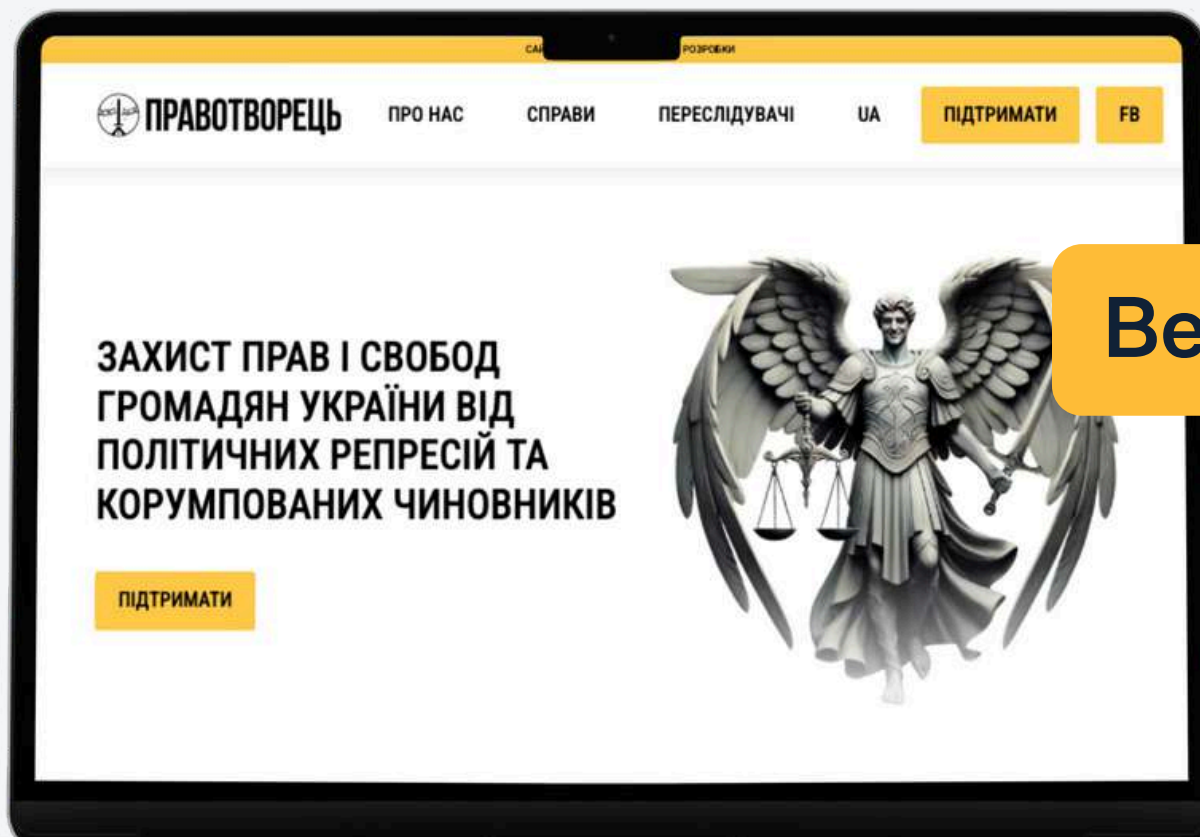 РОЗРОБКИ
ПРАВОТВОРЕЦЬ ПРО НАС СПРАВИ ПЕРЕСЛІДУВАЧІ UA ПІДТРИМАТИ FB
ЗАХИСТ ПРАВ І СВОБОД
ГРОМАДЯН УКРАЇНИ ВІД
ПОЛІТИЧНИХ РЕПРЕСІЙ ТА
КОРУМПОВАНИХ ЧИНОВНИКІВ
ПІДТРИМАТИ